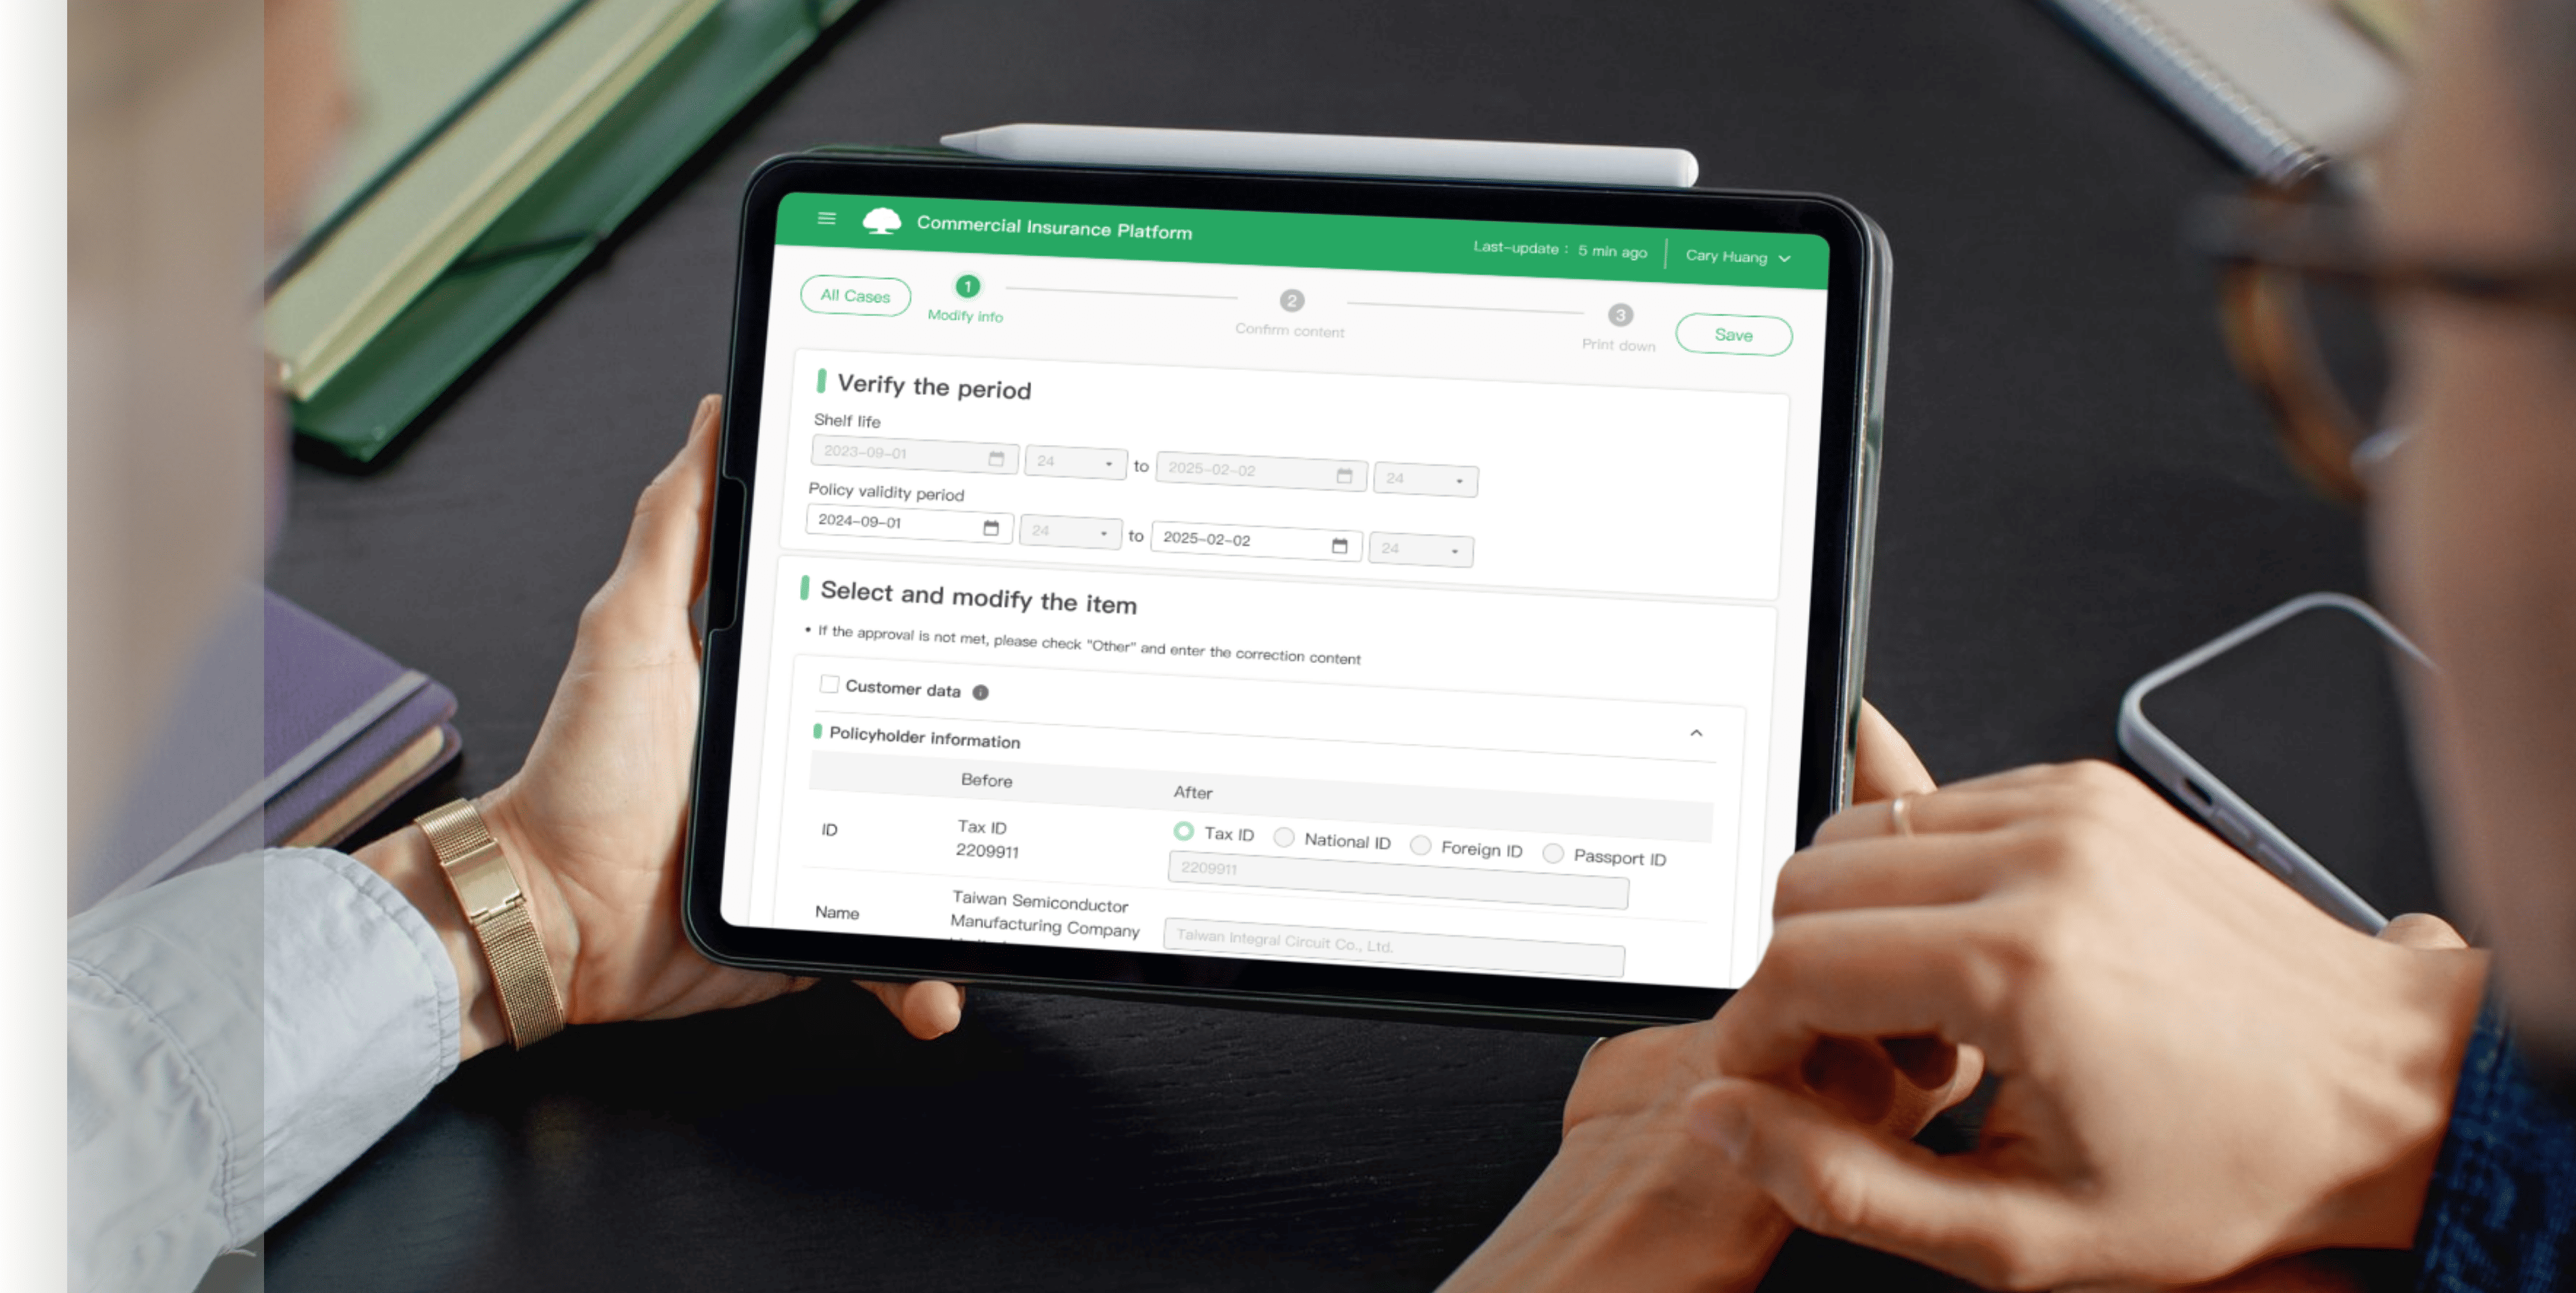 Commercial Insurance Platform
Last-update : 5 min ago
Cary Huang
All Cases
1
Modify info
2
Confirm content
3
Print down
Save
Verify the period
Shelf life
2023-09-01 24 to 2025-02-02 24
Policy validity period
2024-09-01 24 to 2025-02-02 24
Select and modify the item
• If the approval is not met, please check "Other" and enter the correction content
Customer data
Policyholder information
Before After
ID
Tax ID
2209911
Tax ID National ID Foreign ID Passport ID
2209911
Name
Taiwan Semiconductor
Manufacturing Company
Taiwan Integral Circuit Co., Ltd.